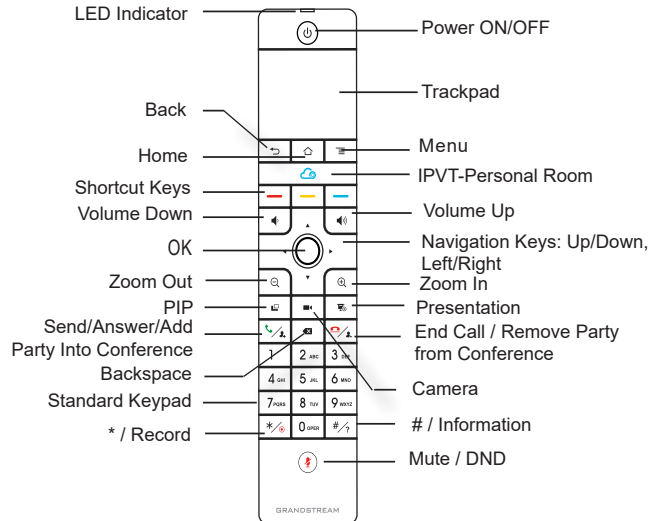 LED Indicator
Power ON/OFF
Trackpad
Back
Menu
Home
IPVT-Personal Room
Shortcut Keys
Volume Down
Volume Up
OK
Navigation Keys: Up/Down,
Left/Right
Zoom Out
Zoom In
PIP
Presentation
Send/Answer/Add
Party Into Conference
End Call / Remove Party
from Conference
Backspace
Camera
Standard Keypad
* / Record
# / Information
Mute / DND
1 2 ABC 3 DEF
4 GHI 5 JKL 6 MNO
7 PQRS 8 TUV 9 WXYZ
* 0 OPER #/?
GRANDSTREAM